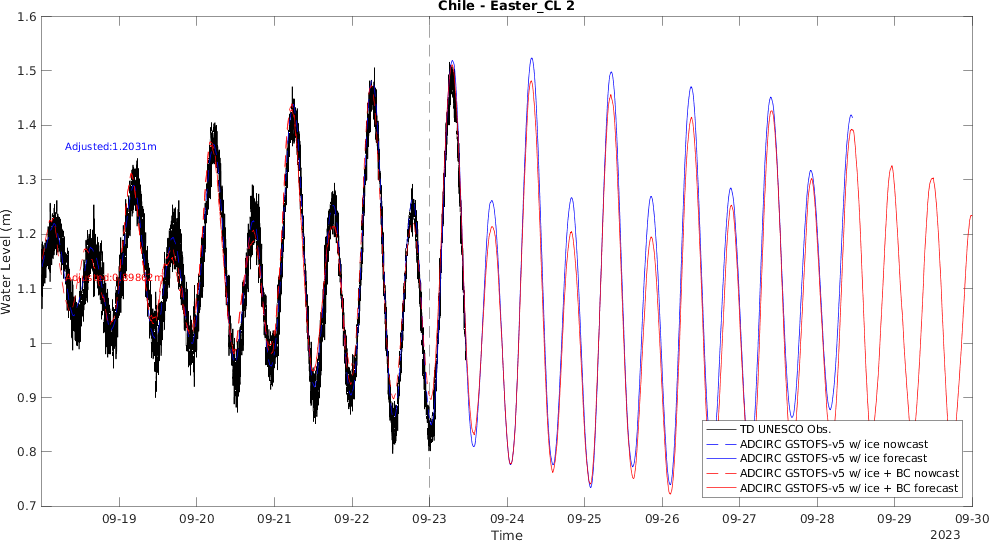 Chile - Easter_CL 2
1.6
1.5
1.4
1.3
1.2
1.1
1
0.9
0.8
0.7
Water Level (m)
Adjusted:1.2031m
TD UNESCO Obs.
ADCIRC GSTOFS-v5 w/ ice nowcast
ADCIRC GSTOFS-v5 w/ ice forecast
ADCIRC GSTOFS-v5 w/ ice + BC nowcast
ADCIRC GSTOFS-v5 w/ ice + BC forecast
09-19 09-20 09-21 09-22 09-23 09-24 09-25 09-26 09-27 09-28 09-29 09-30
Time
2023